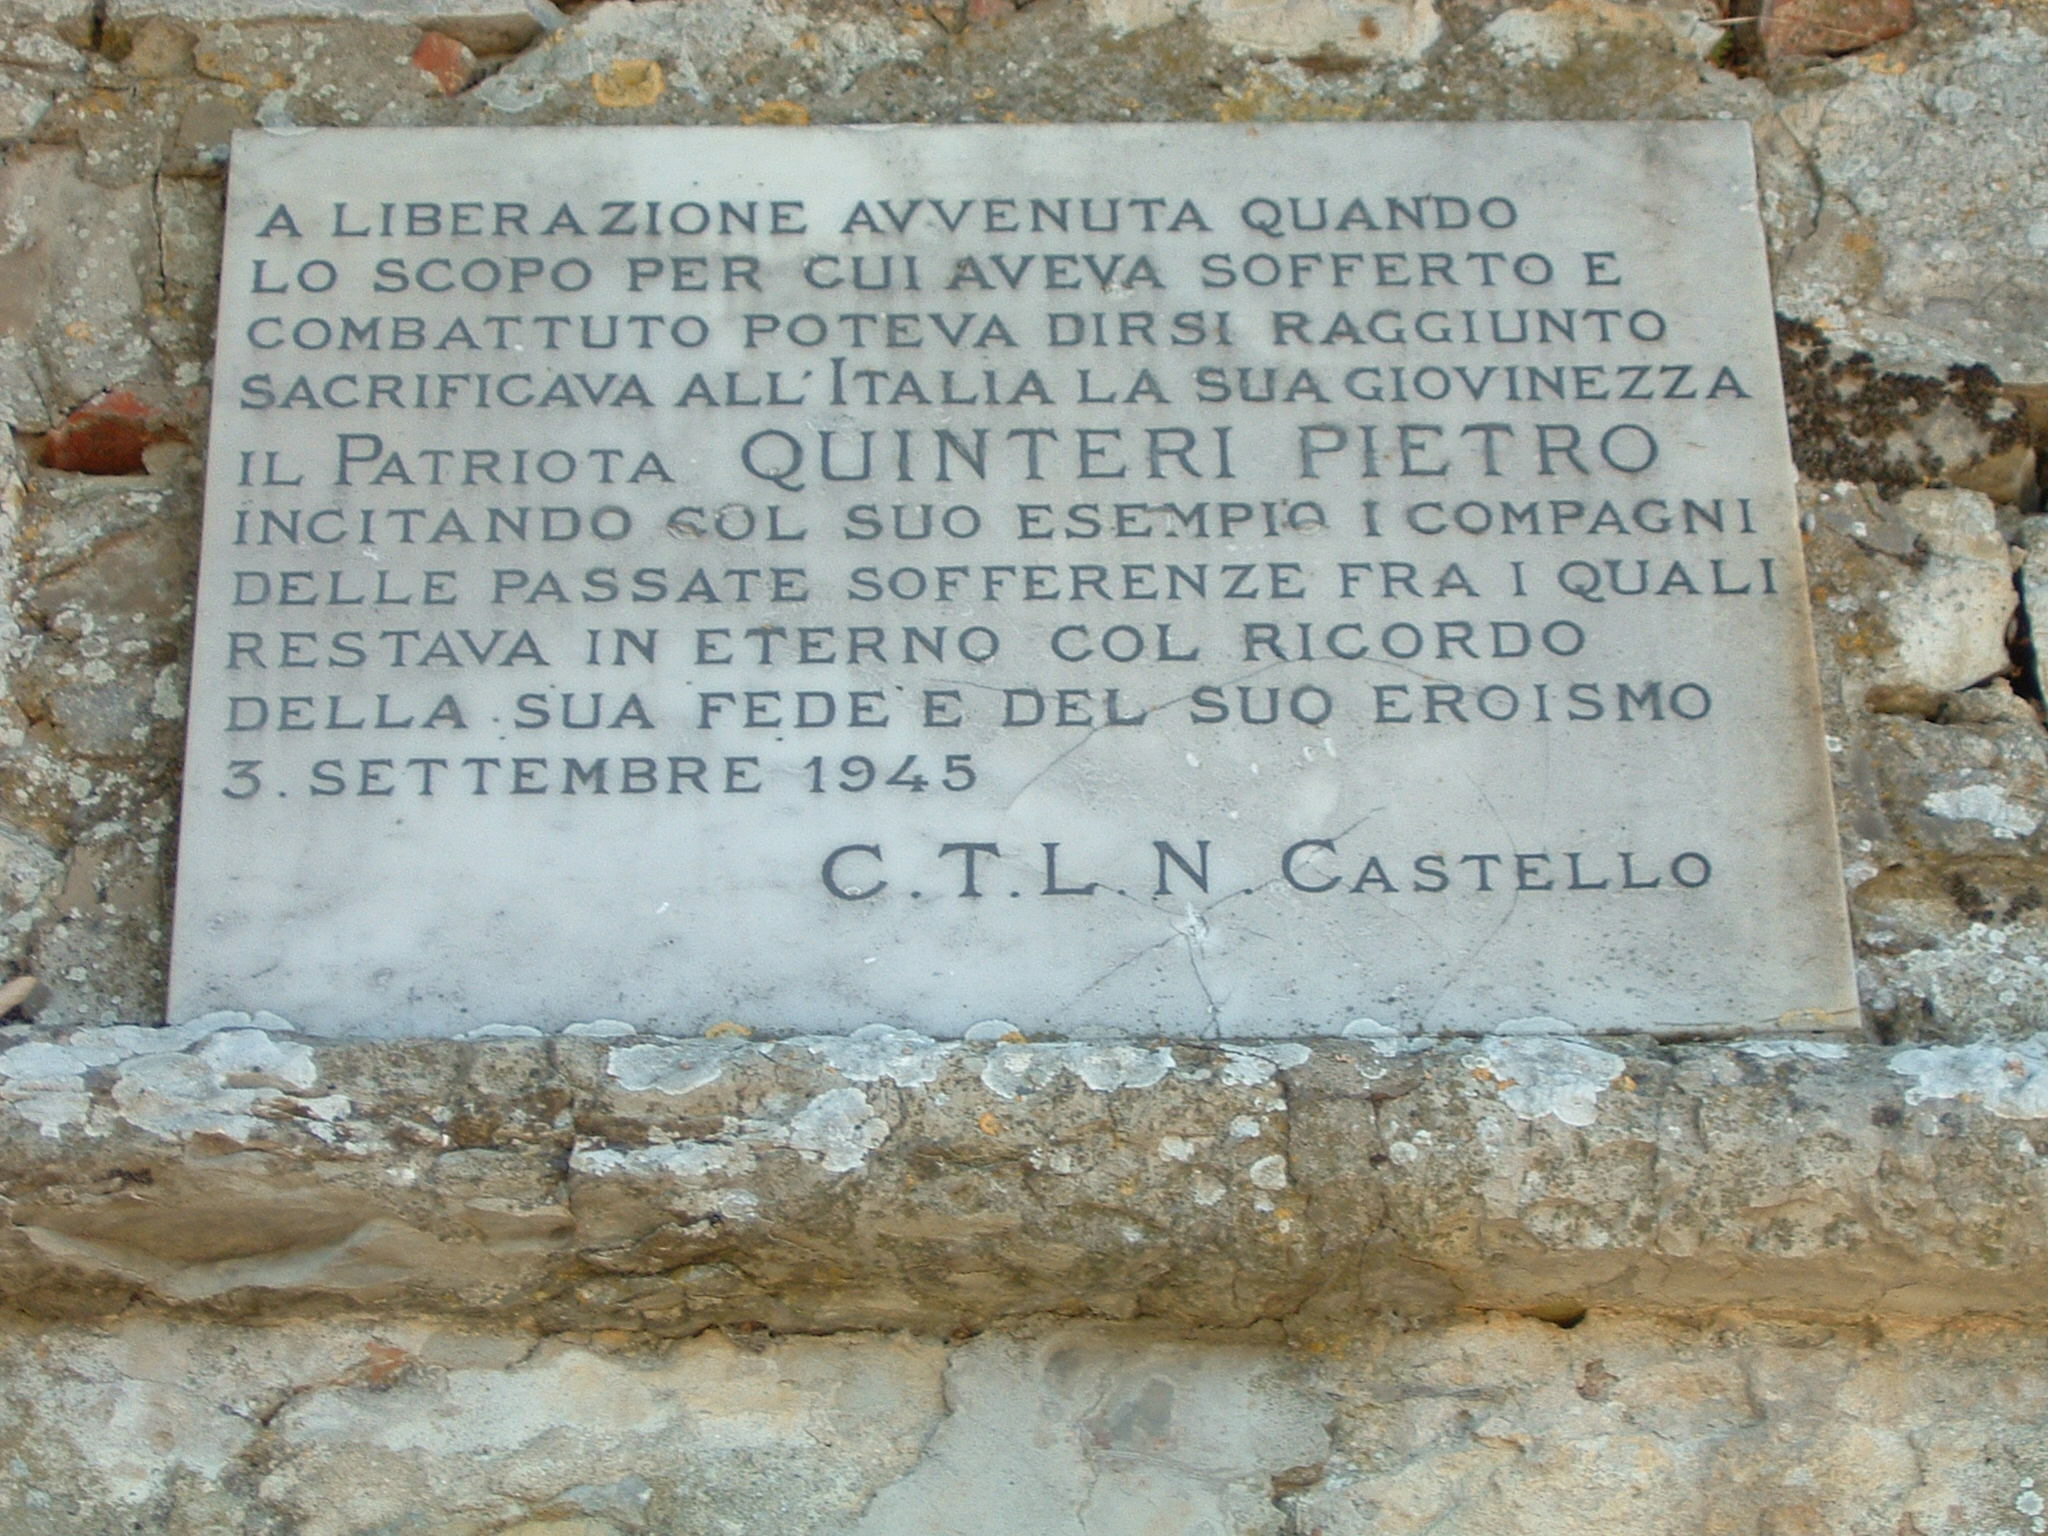 A LIBERAZIONE AVVENUTA QUANDO
LO SCOPO PER CUI AVEVA SOFFERTO E
COMBATTUTO POTEVA DIRSI RAGGIUNTO
SACRIFICAVA ALL'ITALIA LA SUA GIOVINEZZA
IL PATRIOTA QUINTERI PIETRO
INCITANDO COL SUO ESEMPIO I COMPAGNI
DELLE PASSATE SOFFERENZE FRA I QUALI
RESTAVA IN ETERNO COL RICORDO
DELLA SUA FEDE E DEL SUO EROISMO
3. SETTEMBRE 1945
C.T.L.N. CASTELLO